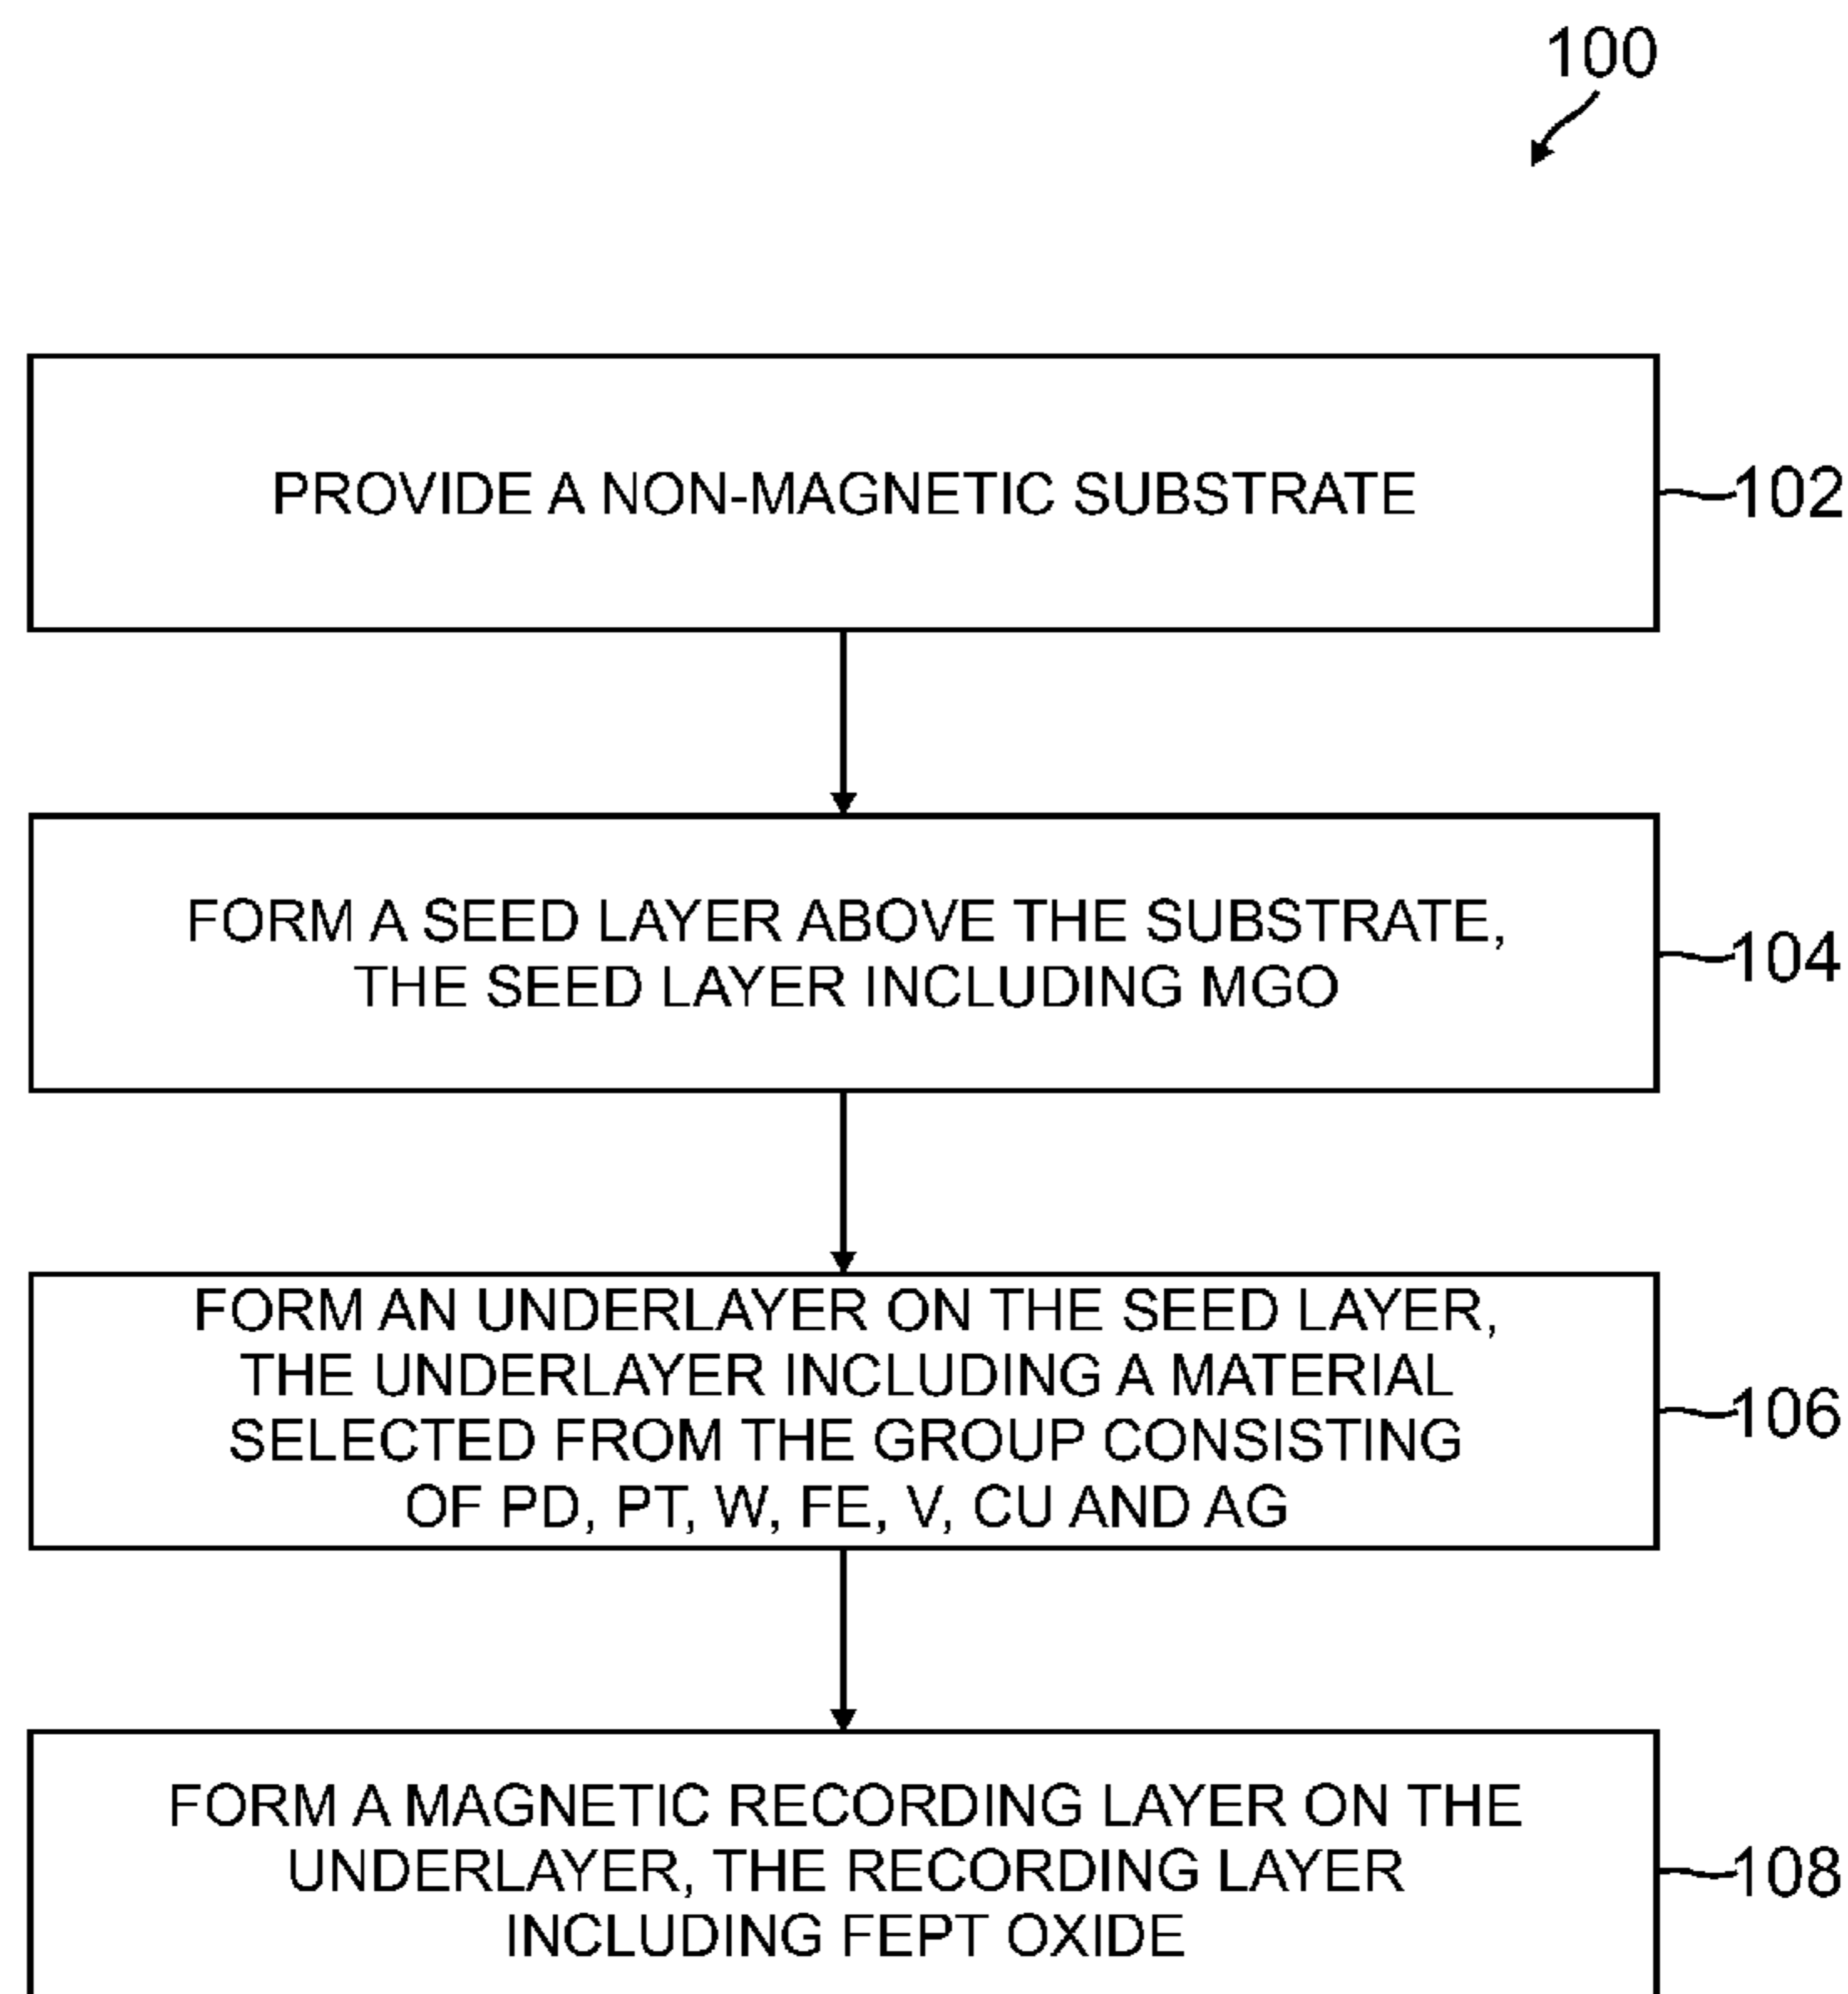 100
PROVIDE A NON-MAGNETIC SUBSTRATE
102
FORM A SEED LAYER ABOVE THE SUBSTRATE,
THE SEED LAYER INCLUDING MGO
104
FORM AN UNDERLAYER ON THE SEED LAYER,
THE UNDERLAYER INCLUDING A MATERIAL
SELECTED FROM THE GROUP CONSISTING
OF PD, PT, W, FE, V, CU AND AG
106
FORM A MAGNETIC RECORDING LAYER ON THE
UNDERLAYER, THE RECORDING LAYER
INCLUDING FEPT OXIDE
108